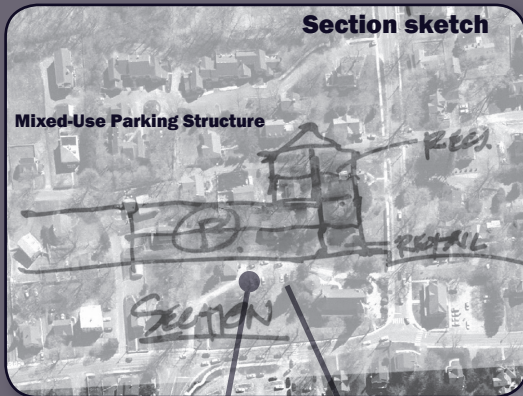 Section sketch
Mixed-Use Parking Structure
RESI.
P
RETAIL
SECTION